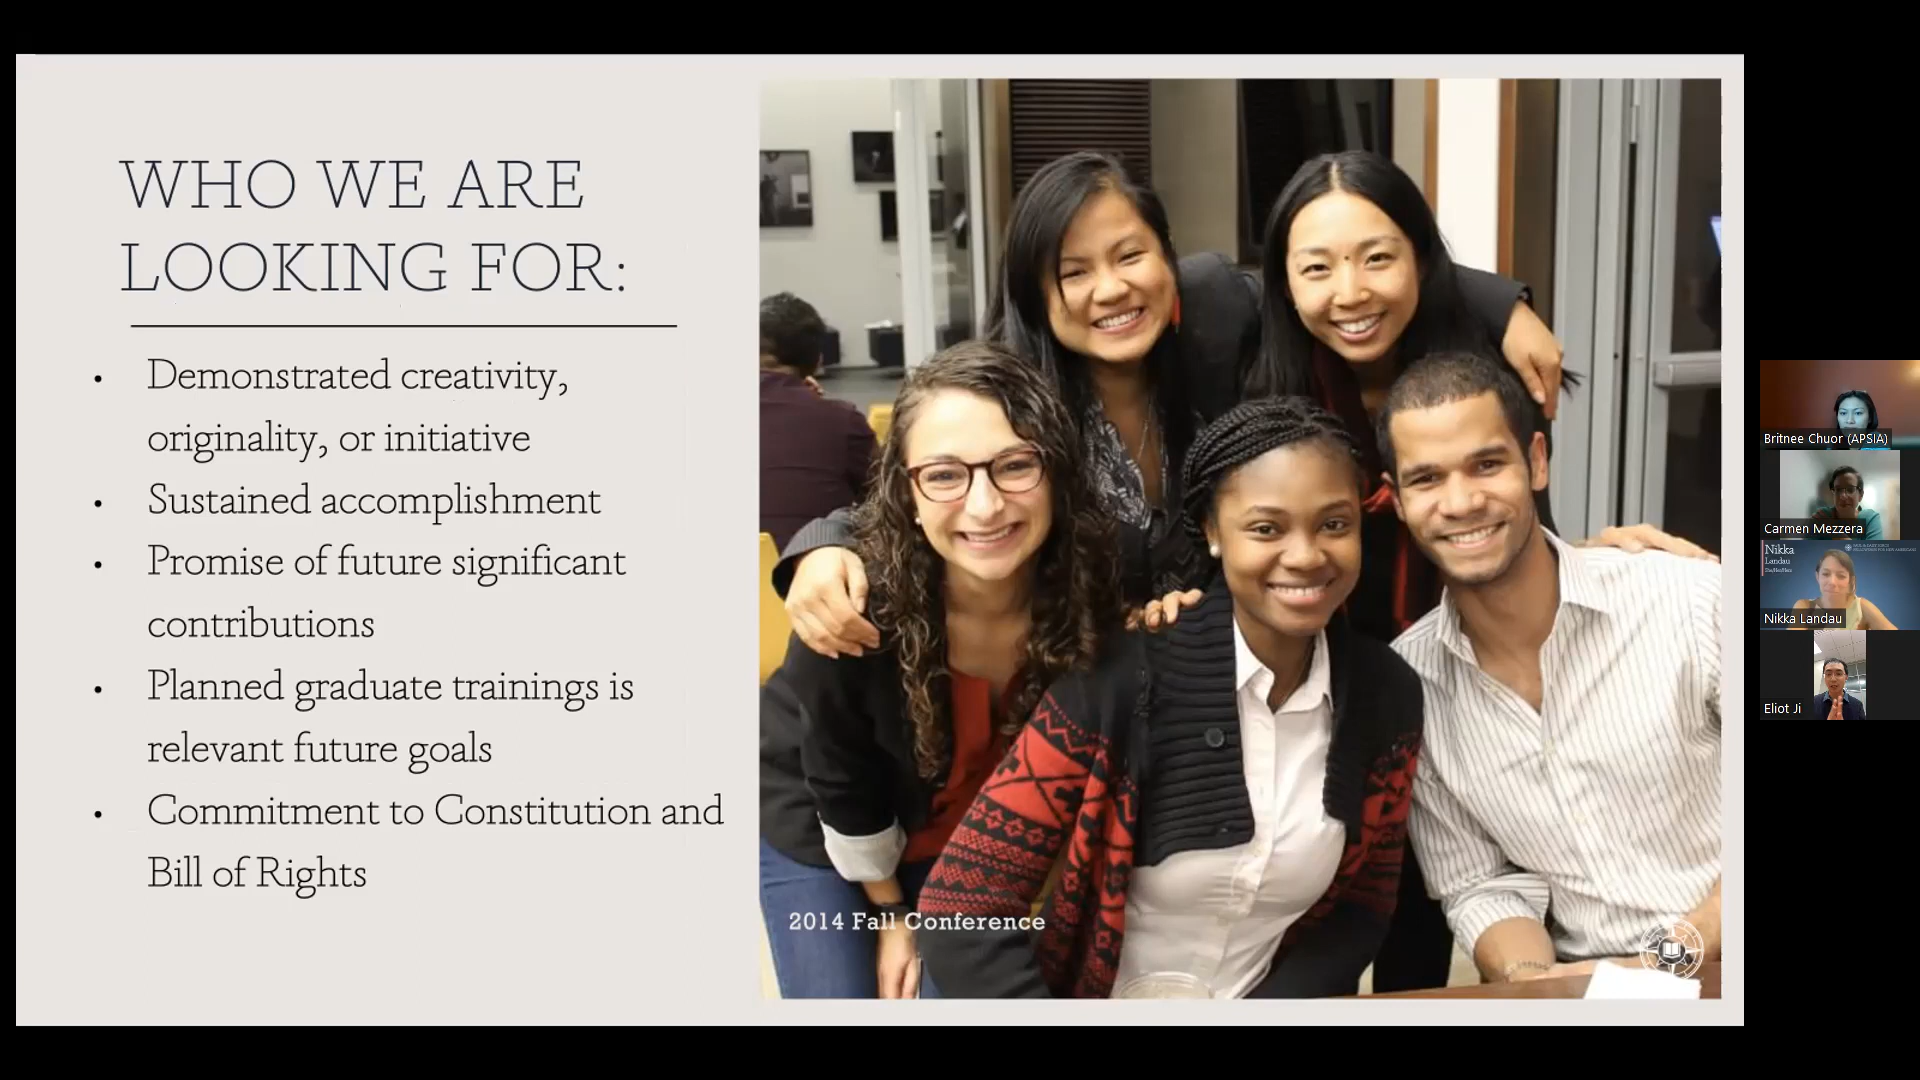 WHO WE ARE
LOOKING FOR:
• Demonstrated creativity,
originality, or initiative
• Sustained accomplishment
• Promise of future significant
contributions
• Planned graduate trainings is
relevant future goals
• Commitment to Constitution and
Bill of Rights
2014 Fall Conference
Britnee Chuor (APSIA)
Carmen Mezzera
Nikka
Landau
Nikka Landau
Eliot Ji